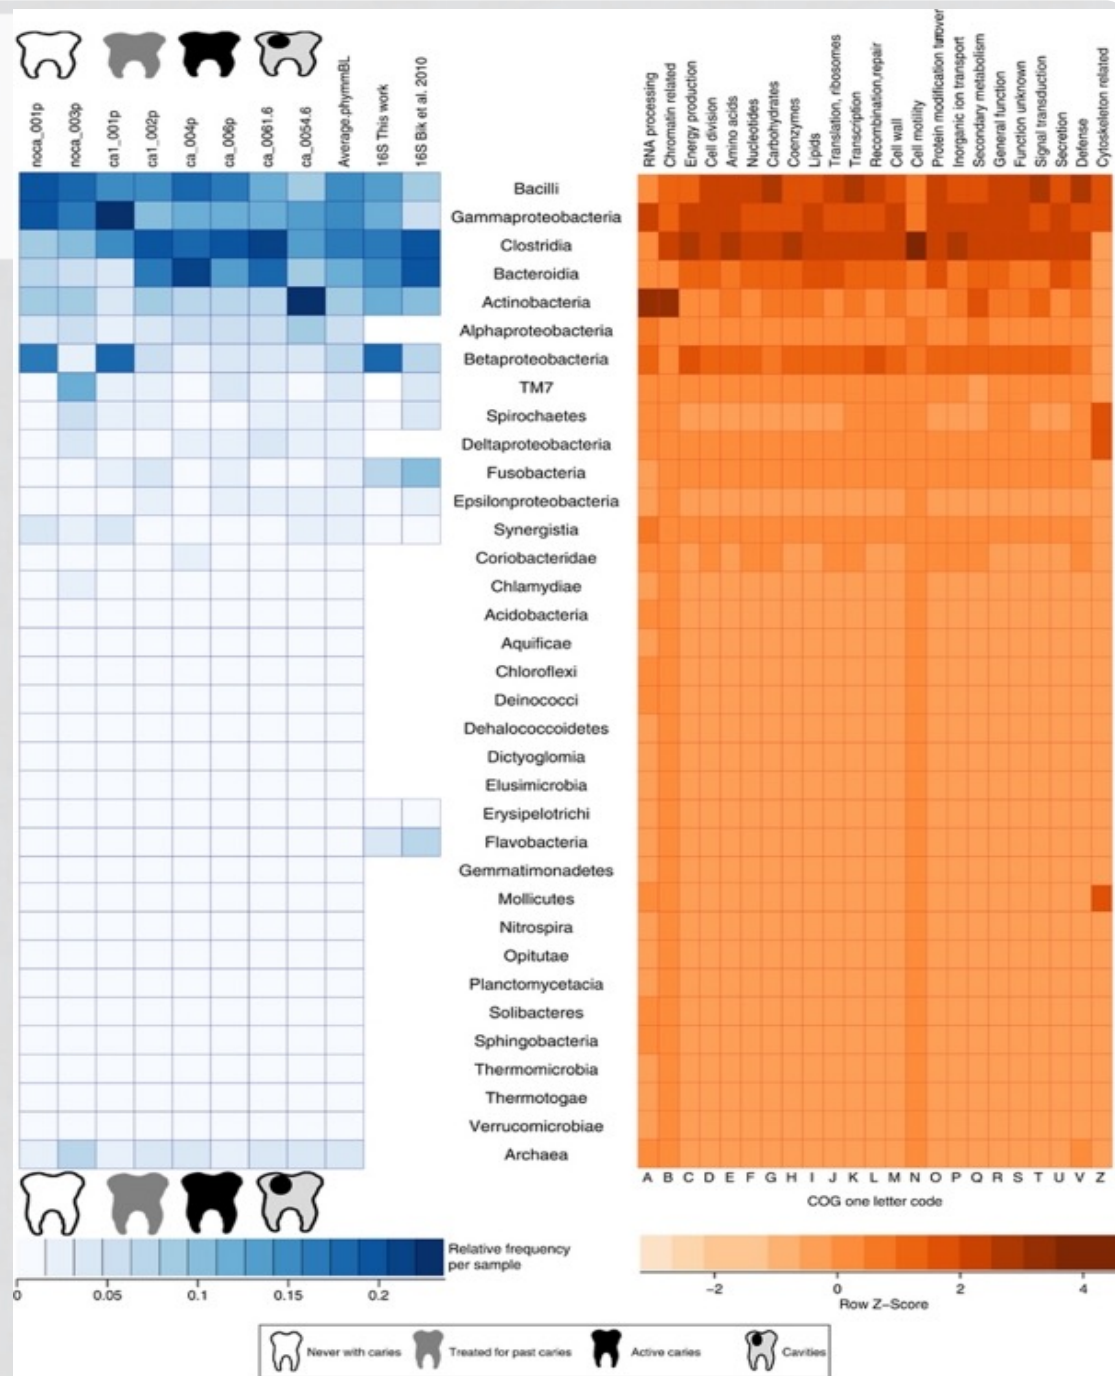 noca_001p
noca_003p
ca1_001p
ca1_002p
ca_004p
ca_006p
ca_0061.6
ca_0054.6
Average.phymmBL
16S This work
16S Bik et al. 2010
RNA processing
Chromatin related
Energy production
Cell division
Amino acids
Nucleotides
Carbohydrates
Coenzymes
Lipids
Translation, ribosomes
Transcription
Recombination,repair
Cell wall
Cell motility
Protein modification turnover
Inorganic ion transport
Secondary metabolism
General function
Function unknown
Signal transduction
Secretion
Defense
Cytoskeleton related
Bacilli
Gammaproteobacteria
Clostridia
Bacteroidia
Actinobacteria
Alphaproteobacteria
Betaproteobacteria
TM7
Spirochaetes
Deltaproteobacteria
Fusobacteria
Epsilonproteobacteria
Synergistia
Coriobacteridae
Chlamydiae
Acidobacteria
Aquificae
Chloroflexi
Deinococci
Dehalococcoidetes
Dictyoglomia
Elusimicrobia
Erysipelotrichi
Flavobacteria
Gemmatimonadetes
Mollicutes
Nitrospira
Opitutae
Planctomycetacia
Solibacteres
Sphingobacteria
Thermomicrobia
Thermotogae
Verrucomicrobiae
Archaea
A B C D E F G H I J K L M N O P Q R S T U V Z
COG one letter code
Relative frequency
per sample
0 0.05 0.1 0.15 0.2
−2 0 2 4
Row Z−Score
Never with caries Treated for past caries Active caries Cavities